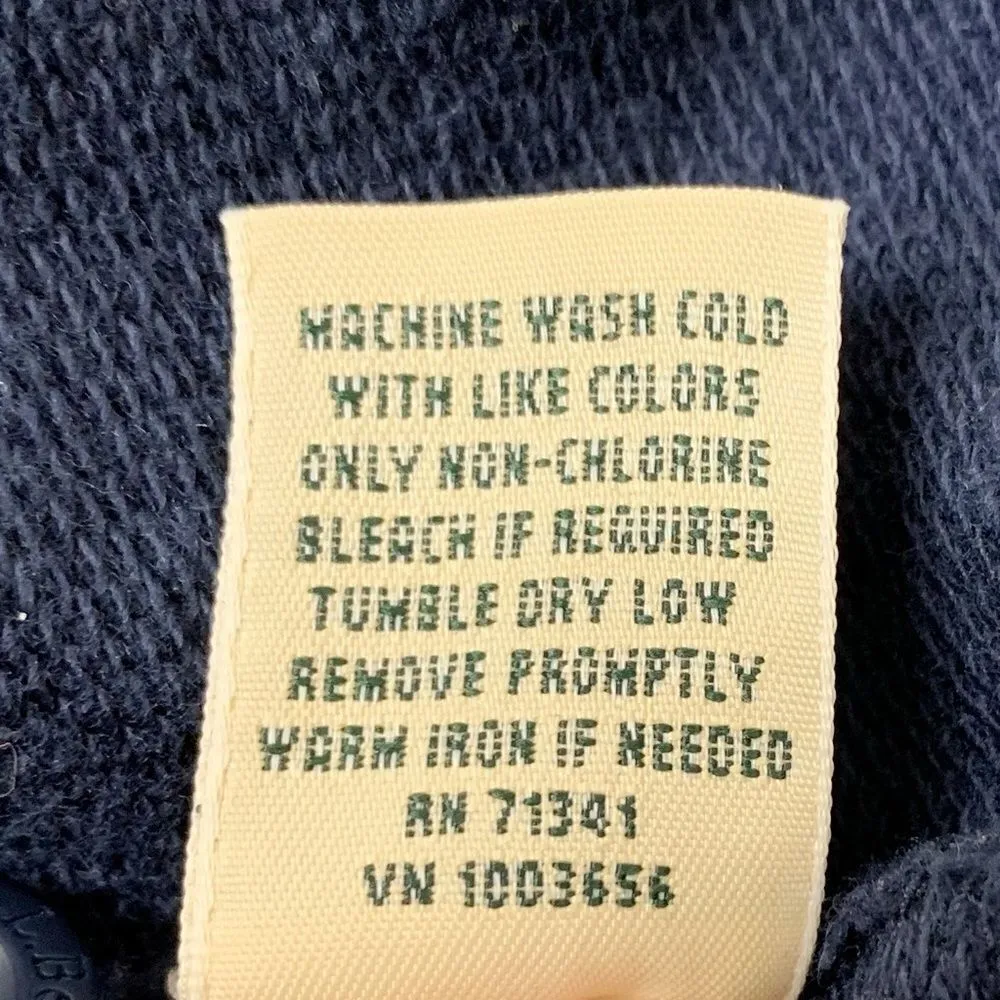 MACHINE WASH COLD
WITH LIKE COLORS
ONLY NON-CHLORINE
BLEACH IF REQUIRED
TUMBLE DRY LOW
REMOVE PROMPTLY
WARM IRON IF NEEDED
RN 71341
VN 1003656